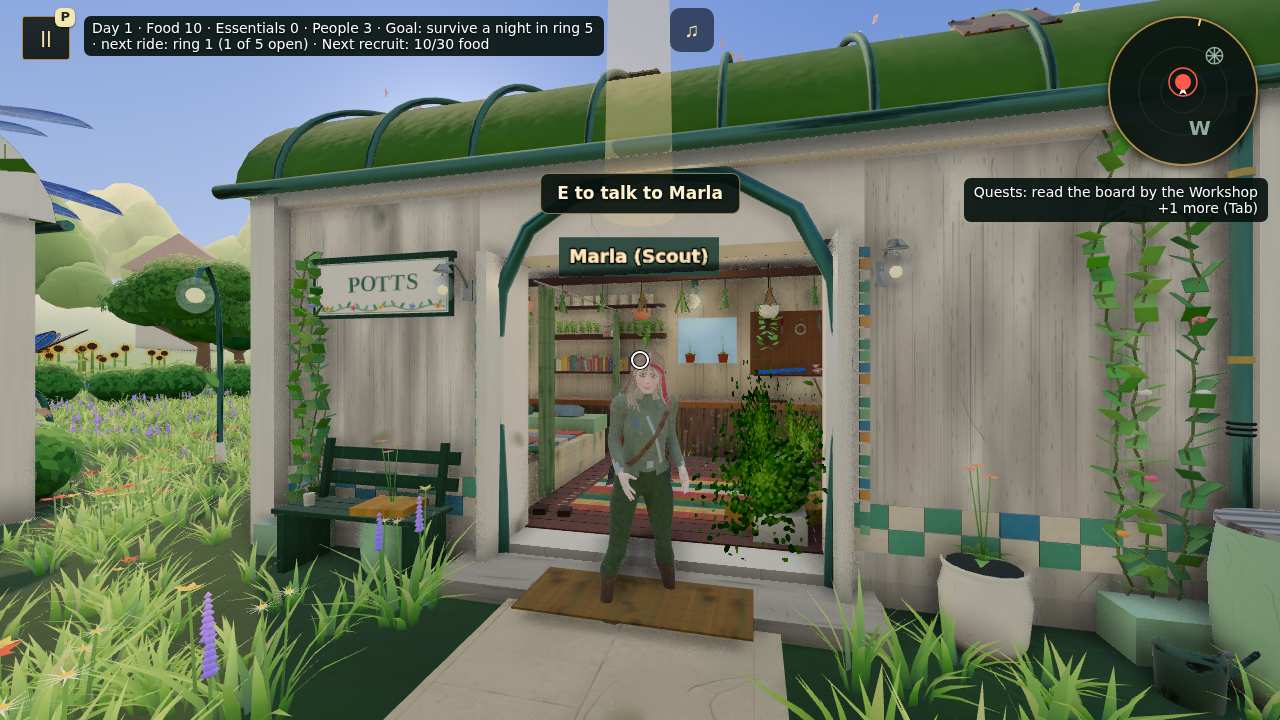 P
Day 1 · Food 10 · Essentials 0 · People 3 · Goal: survive a night in ring 5
· next ride: ring 1 (1 of 5 open) · Next recruit: 10/30 food
W
Quests: read the board by the Workshop
+1 more (Tab)
E to talk to Marla
Marla (Scout)
POTTS